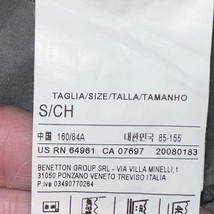 TAGLIA/SIZE/TALLA/TAMANHO
S/CH
中国 160/84A 대한민국 85-155
US RN 64961 CA 07697 20080183
BENETTON GROUP SRL - VIA VILLA MINELLI, 1
31050 PONZANO VENETO TREVISO ITALIA
P.iva 03490770264